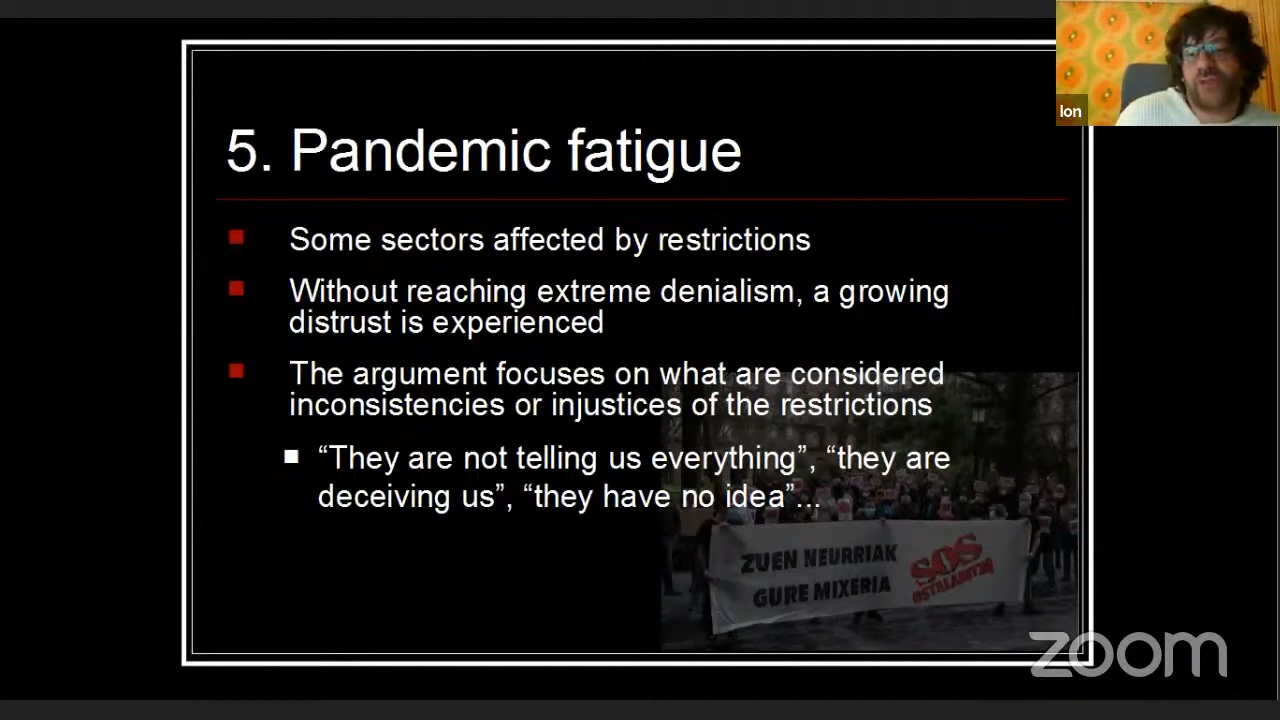 Ion
5. Pandemic fatigue
Some sectors affected by restrictions
Without reaching extreme denialism, a growing
distrust is experienced
The argument focuses on what are considered
inconsistencies or injustices of the restrictions
“They are not telling us everything”, “they are
deceiving us”, “they have no idea”...
ZUEN NEURRIAK
GURE MIXERIA
SOS
OSTALARITZA
zoom